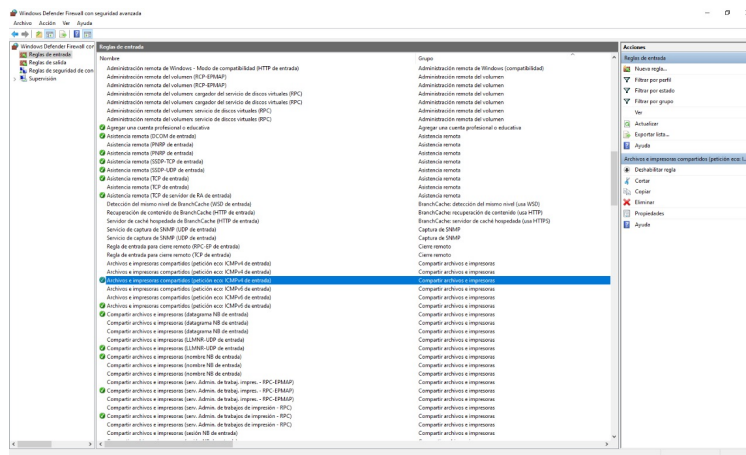 Windows Defender Firewall con seguridad avanzada
Archivo Acción Ver Ayuda
Windows Defender Firewall con
Reglas de entrada
Reglas de salida
Reglas de seguridad de con
Supervisión
Reglas de entrada
Nombre Grupo
Administración remota de Windows - Modo de compatibilidad (HTTP de entrada) Administración remota de Windows (compatibilidad)
Administración remota del volumen (RCP-EPMAP) Administración remota del volumen
Administración remota del volumen (RCP-EPMAP) Administración remota del volumen
Administración remota del volumen: cargador del servicio de discos virtuales (RPC) Administración remota del volumen
Administración remota del volumen: cargador del servicio de discos virtuales (RPC) Administración remota del volumen
Administración remota del volumen: servicio de discos virtuales (RPC) Administración remota del volumen
Administración remota del volumen: servicio de discos virtuales (RPC) Administración remota del volumen
Agregar una cuenta profesional o educativa Agregar una cuenta profesional o educativa
Asistencia remota (DCOM de entrada) Asistencia remota
Asistencia remota (PNRP de entrada) Asistencia remota
Asistencia remota (PNRP de entrada) Asistencia remota
Asistencia remota (SSDP-TCP de entrada) Asistencia remota
Asistencia remota (SSDP-UDP de entrada) Asistencia remota
Asistencia remota (TCP de entrada) Asistencia remota
Asistencia remota (TCP de entrada) Asistencia remota
Asistencia remota (TCP de servidor de RA de entrada) Asistencia remota
Detección del mismo nivel de BranchCache (WSD de entrada) BranchCache: detección del mismo nivel (usa WSD)
Recuperación de contenido de BranchCache (HTTP de entrada) BranchCache: recuperación de contenido (usa HTTP)
Servidor de caché hospedada de BranchCache (HTTP de entrada) BranchCache: servidor de caché hospedada (usa HTTPS)
Servicio de captura de SNMP (UDP de entrada) Captura de SNMP
Servicio de captura de SNMP (UDP de entrada) Captura de SNMP
Regla de entrada para cierre remoto (RPC-EP de entrada) Cierre remoto
Regla de entrada para cierre remoto (TCP de entrada) Cierre remoto
Archivos e impresoras compartidos (petición eco: ICMPv4 de entrada) Compartir archivos e impresoras
Archivos e impresoras compartidos (petición eco: ICMPv4 de entrada) Compartir archivos e impresoras
Archivos e impresoras compartidos (petición eco: ICMPv4 de entrada) Compartir archivos e impresoras
Archivos e impresoras compartidos (petición eco: ICMPv6 de entrada) Compartir archivos e impresoras
Archivos e impresoras compartidos (petición eco: ICMPv6 de entrada) Compartir archivos e impresoras
Archivos e impresoras compartidos (petición eco: ICMPv6 de entrada) Compartir archivos e impresoras
Compartir archivos e impresoras (datagrama NB de entrada) Compartir archivos e impresoras
Compartir archivos e impresoras (datagrama NB de entrada) Compartir archivos e impresoras
Compartir archivos e impresoras (datagrama NB de entrada) Compartir archivos e impresoras
Compartir archivos e impresoras (LLMNR-UDP de entrada) Compartir archivos e impresoras
Compartir archivos e impresoras (LLMNR-UDP de entrada) Compartir archivos e impresoras
Compartir archivos e impresoras (nombre NB de entrada) Compartir archivos e impresoras
Compartir archivos e impresoras (nombre NB de entrada) Compartir archivos e impresoras
Compartir archivos e impresoras (nombre NB de entrada) Compartir archivos e impresoras
Compartir archivos e impresoras (serv. Admin. de trabaj. impres. - RPC-EPMAP) Compartir archivos e impresoras
Compartir archivos e impresoras (serv. Admin. de trabaj. impres. - RPC-EPMAP) Compartir archivos e impresoras
Compartir archivos e impresoras (serv. Admin. de trabaj. impres. - RPC-EPMAP) Compartir archivos e impresoras
Compartir archivos e impresoras (serv. Admin. de trabajos de impresión - RPC) Compartir archivos e impresoras
Compartir archivos e impresoras (serv. Admin. de trabajos de impresión - RPC) Compartir archivos e impresoras
Compartir archivos e impresoras (serv. Admin. de trabajos de impresión - RPC) Compartir archivos e impresoras
Compartir archivos e impresoras (sesión NB de entrada) Compartir archivos e impresoras
Acciones
Reglas de entrada
Nueva regla...
Filtrar por perfil
Filtrar por estado
Filtrar por grupo
Ver
Actualizar
Exportar lista...
Ayuda
Archivos e impresoras compartidos (petición eco: I...
Deshabilitar regla
Cortar
Copiar
Eliminar
Propiedades
Ayuda